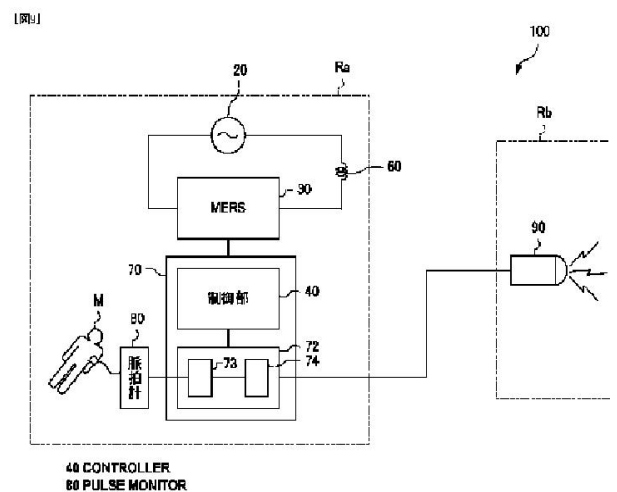 [図9]
100
Ra
20
Rb
60
30
MERS
90
70
制御部
40
M
80
72
脈拍計
73
74
40 CONTROLLER
80 PULSE MONITOR